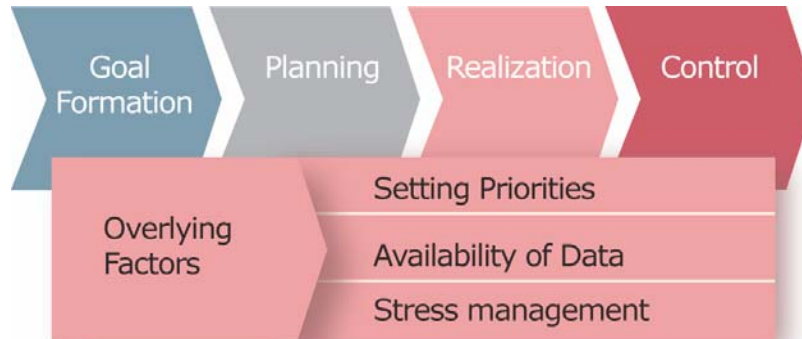 Goal
Formation
Planning
Realization
Control
Overlying
Factors
Setting Priorities
Availability of Data
Stress management